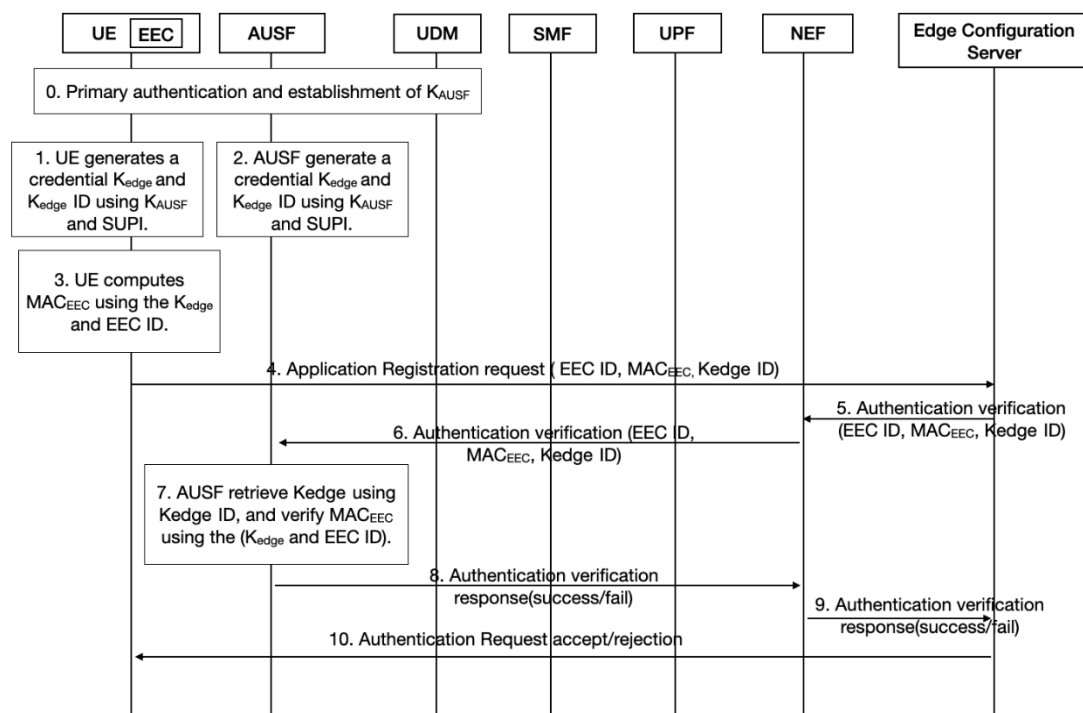 UE EEC AUSF UDM SMF UPF NEF Edge Configuration
Server
0. Primary authentication and establishment of KAUSF
1. UE generates a
credential Kedge and
Kedge ID using KAUSF
and SUPI.
2. AUSF generate a
credential Kedge and
Kedge ID using KAUSF
and SUPI.
3. UE computes
MACEEC using the Kedge
and EEC ID.
4. Application Registration request ( EEC ID, MACEEC, Kedge ID)
5. Authentication verification
(EEC ID, MACEEC, Kedge ID)
6. Authentication verification (EEC ID,
MACEEC, Kedge ID)
7. AUSF retrieve Kedge using
Kedge ID, and verify MACEEC
using the (Kedge and EEC ID).
8. Authentication verification
response(success/fail)
9. Authentication verification
response(success/fail)
10. Authentication Request accept/rejection